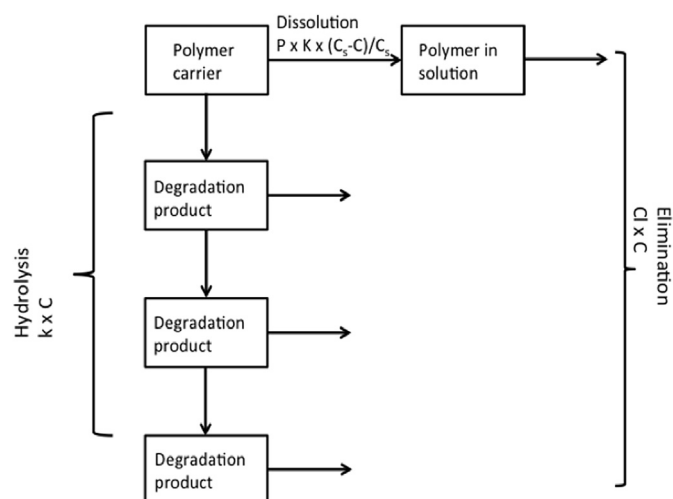 Dissolution
P x K x (Cs-C)/Cs
Polymer
carrier
Polymer in
solution
Degradation
product
Degradation
product
Degradation
product
Hydrolysis
k x C
Elimination
Cl x C